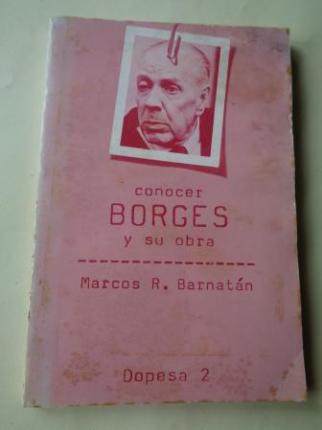 conocer
BORGES
y su obra
Marcos R. Barnatán
Dopesa 2